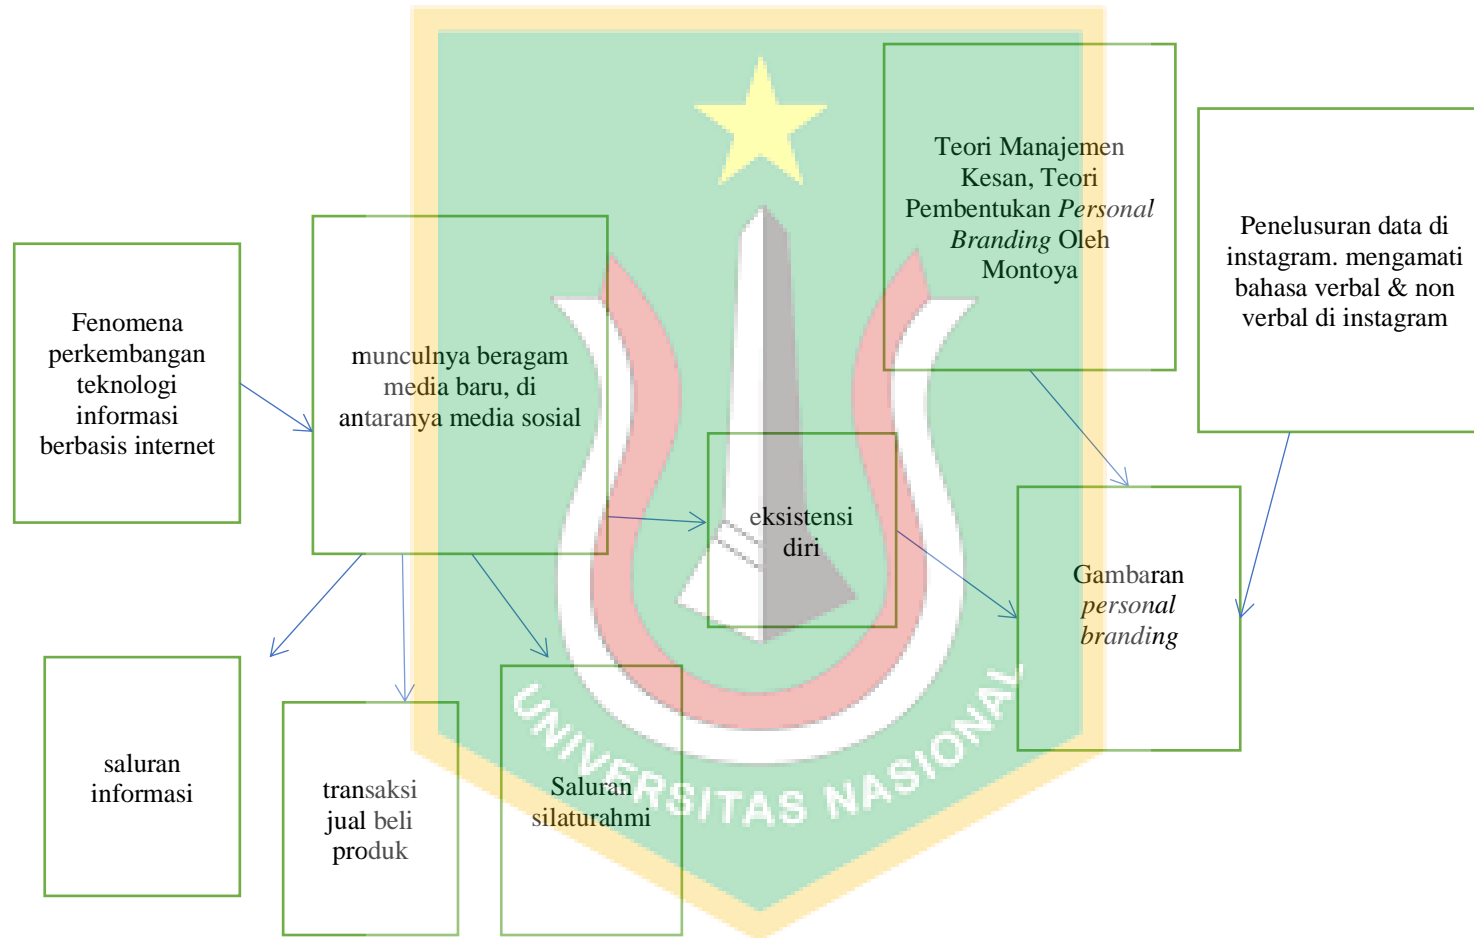 Fenomena
perkembangan
teknologi
informasi
berbasis internet
munculnya beragam
media baru, di
antaranya media sosial
saluran
informasi
transaksi
jual beli
produk
Saluran
silaturahmi
eksistensi
diri
Teori Manajemen
Kesan, Teori
Pembentukan Personal
Branding Oleh
Montoya
Penelusuran data di
instagram. mengamati
bahasa verbal & non
verbal di instagram
Gambaran
personal
branding
UNIVERSITAS NASIONAL